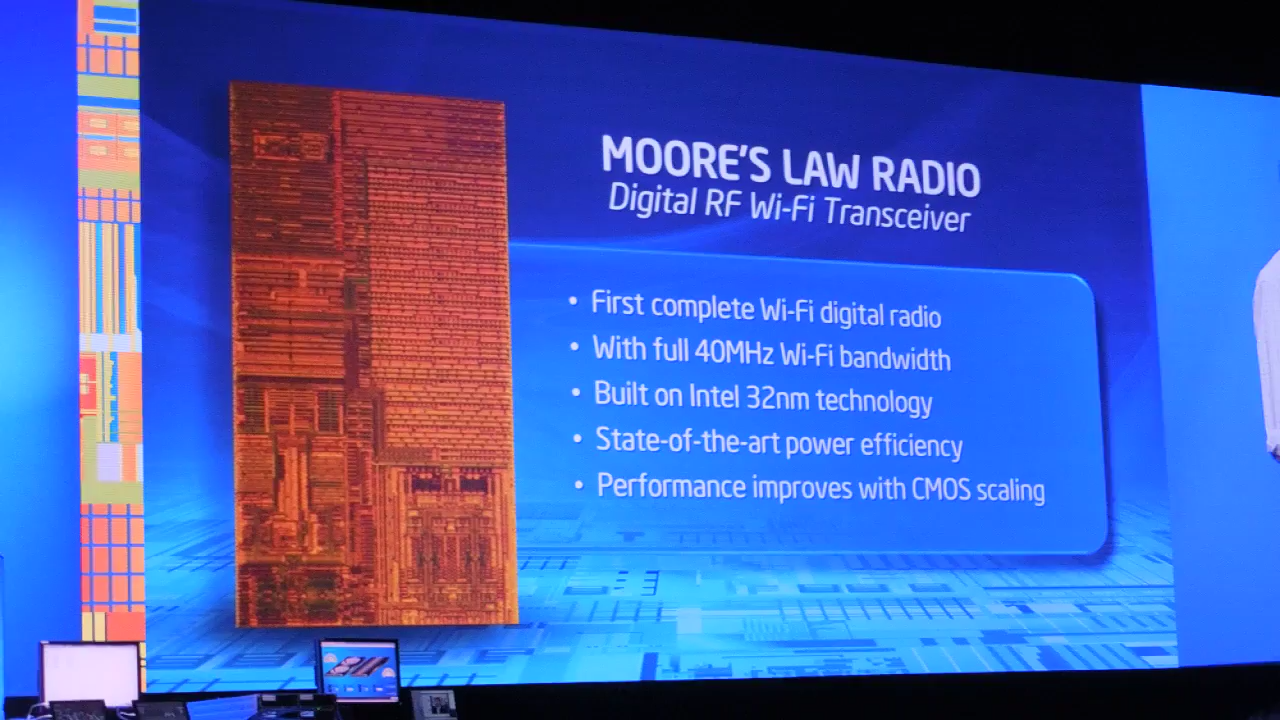 MOORE'S LAW RADIO
Digital RF Wi-Fi Transceiver
• First complete Wi-Fi digital radio
• With full 40MHz Wi-Fi bandwidth
• Built on Intel 32nm technology
• State-of-the-art power efficiency
• Performance improves with CMOS scaling